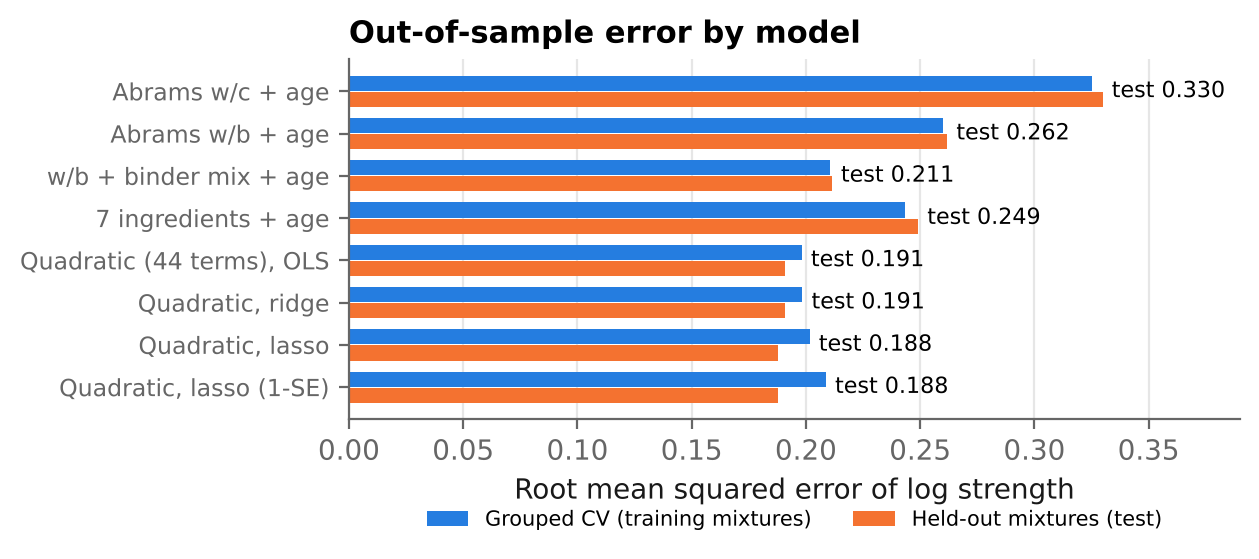 Out-of-sample error by model
Abrams w/c + age
test 0.330
Abrams w/b + age
test 0.262
w/b + binder mix + age
test 0.211
7 ingredients + age
test 0.249
Quadratic (44 terms), OLS
test 0.191
Quadratic, ridge
test 0.191
Quadratic, lasso
test 0.188
Quadratic, lasso (1-SE)
test 0.188
0.00 0.05 0.10 0.15 0.20 0.25 0.30 0.35
Root mean squared error of log strength
Grouped CV (training mixtures) Held-out mixtures (test)